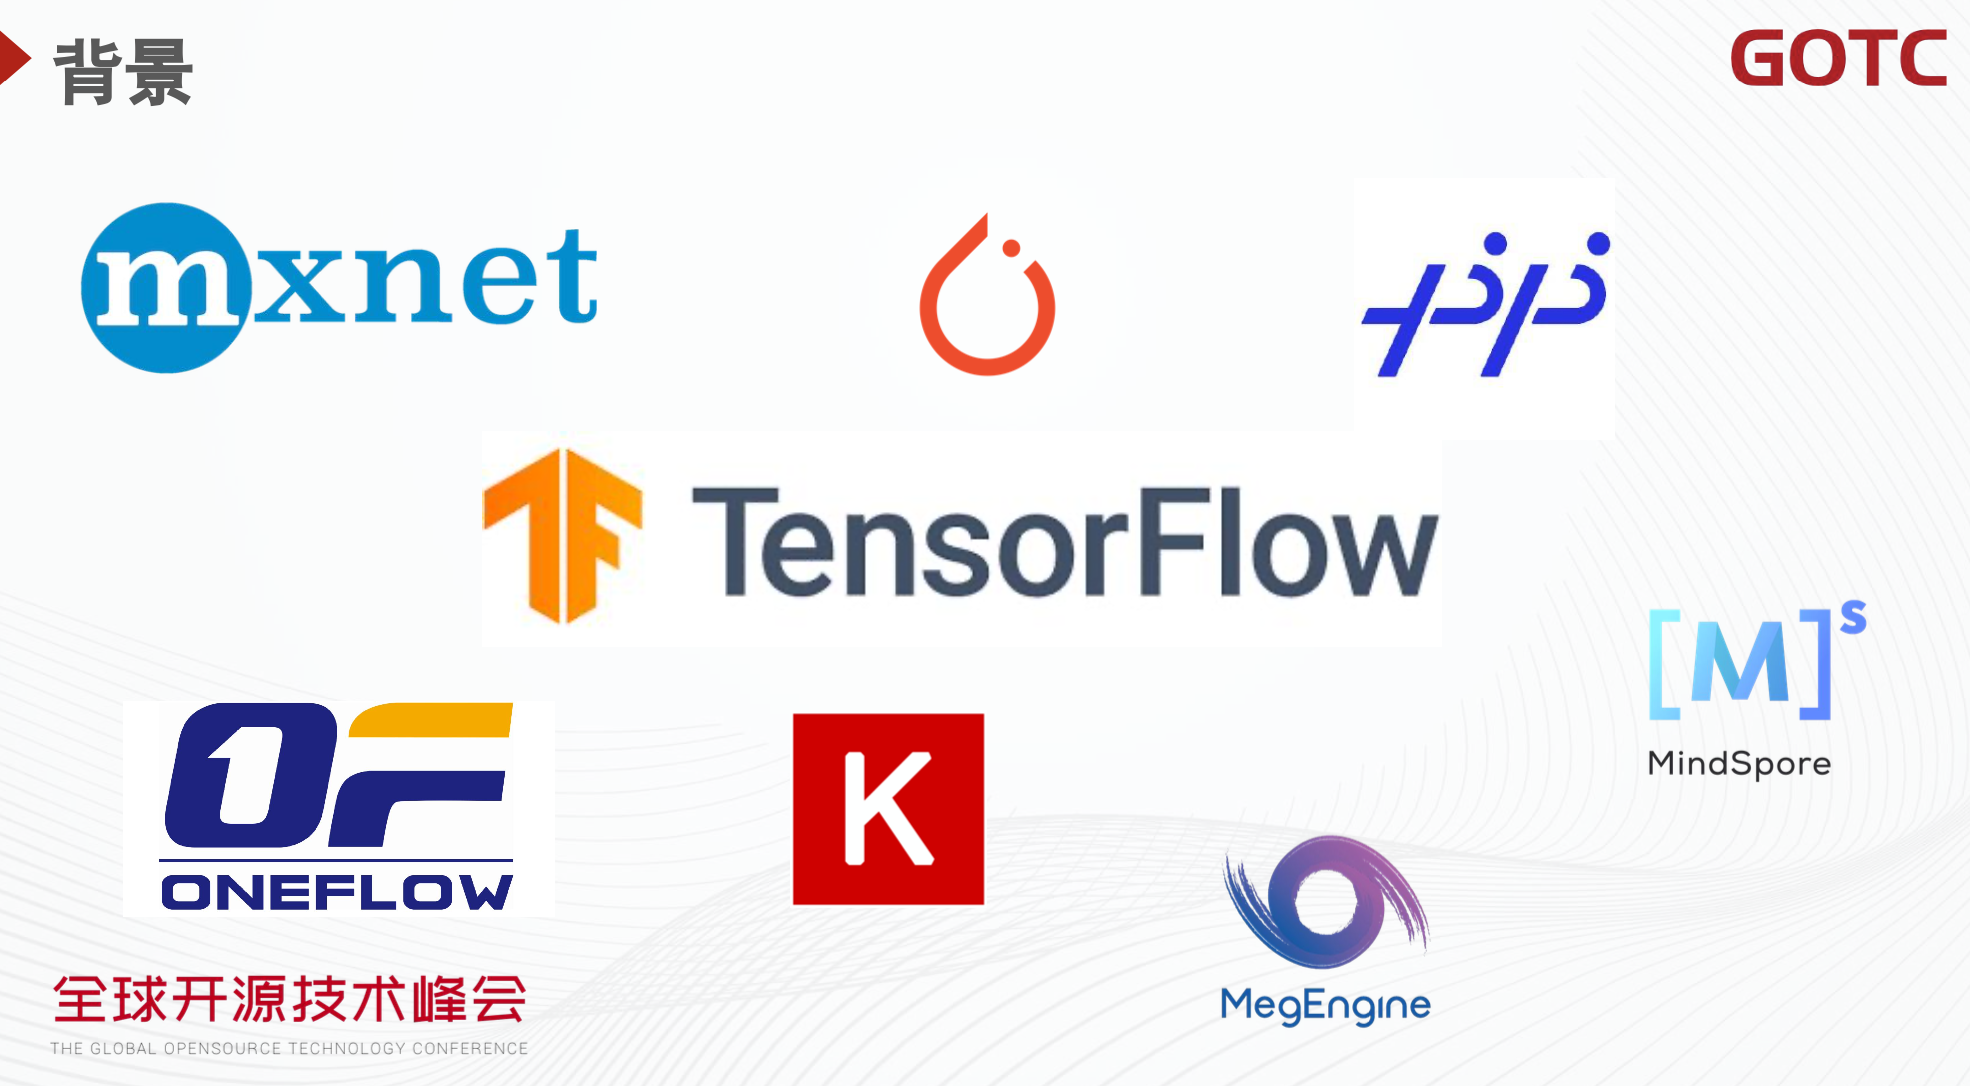 背景
GOTC
mxnet
TensorFlow
MindSpore
[M]s
OF
ONEFLOW
K
MegEngine
全球开源技术峰会
THE GLOBAL OPENSOURCE TECHNOLOGY CONFERENCE